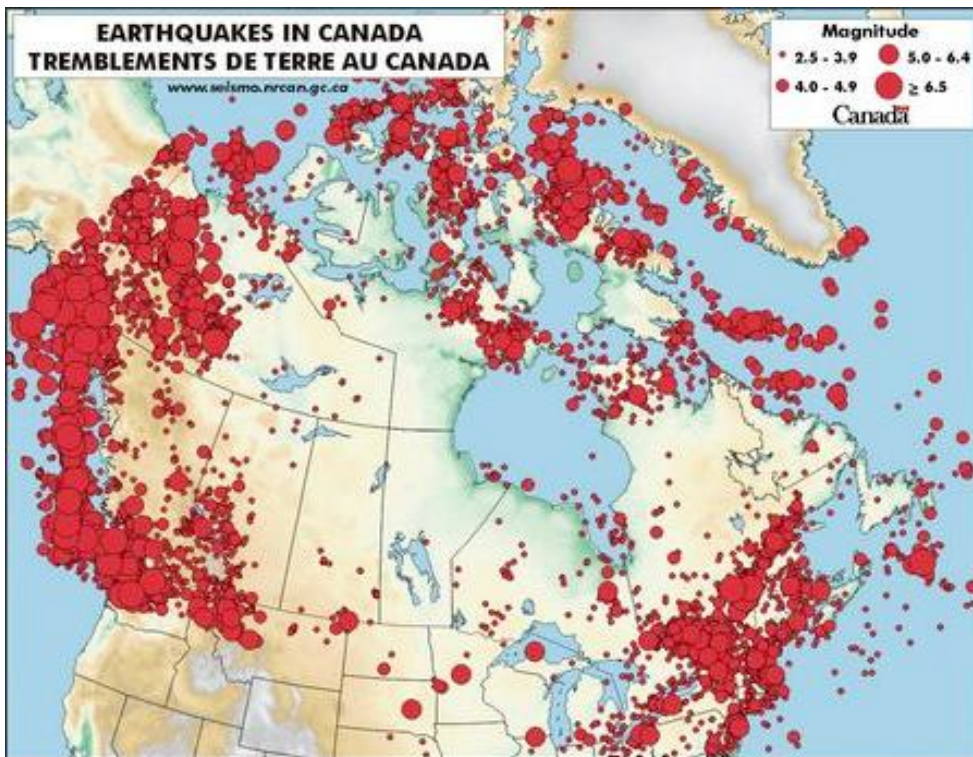 EARTHQUAKES IN CANADA
TREMBLEMENTS DE TERRE AU CANADA
www.seismo.nrcan.gc.ca
Magnitude
2.5 - 3.9
5.0 - 6.4
4.0 - 4.9
≥ 6.5
Canada